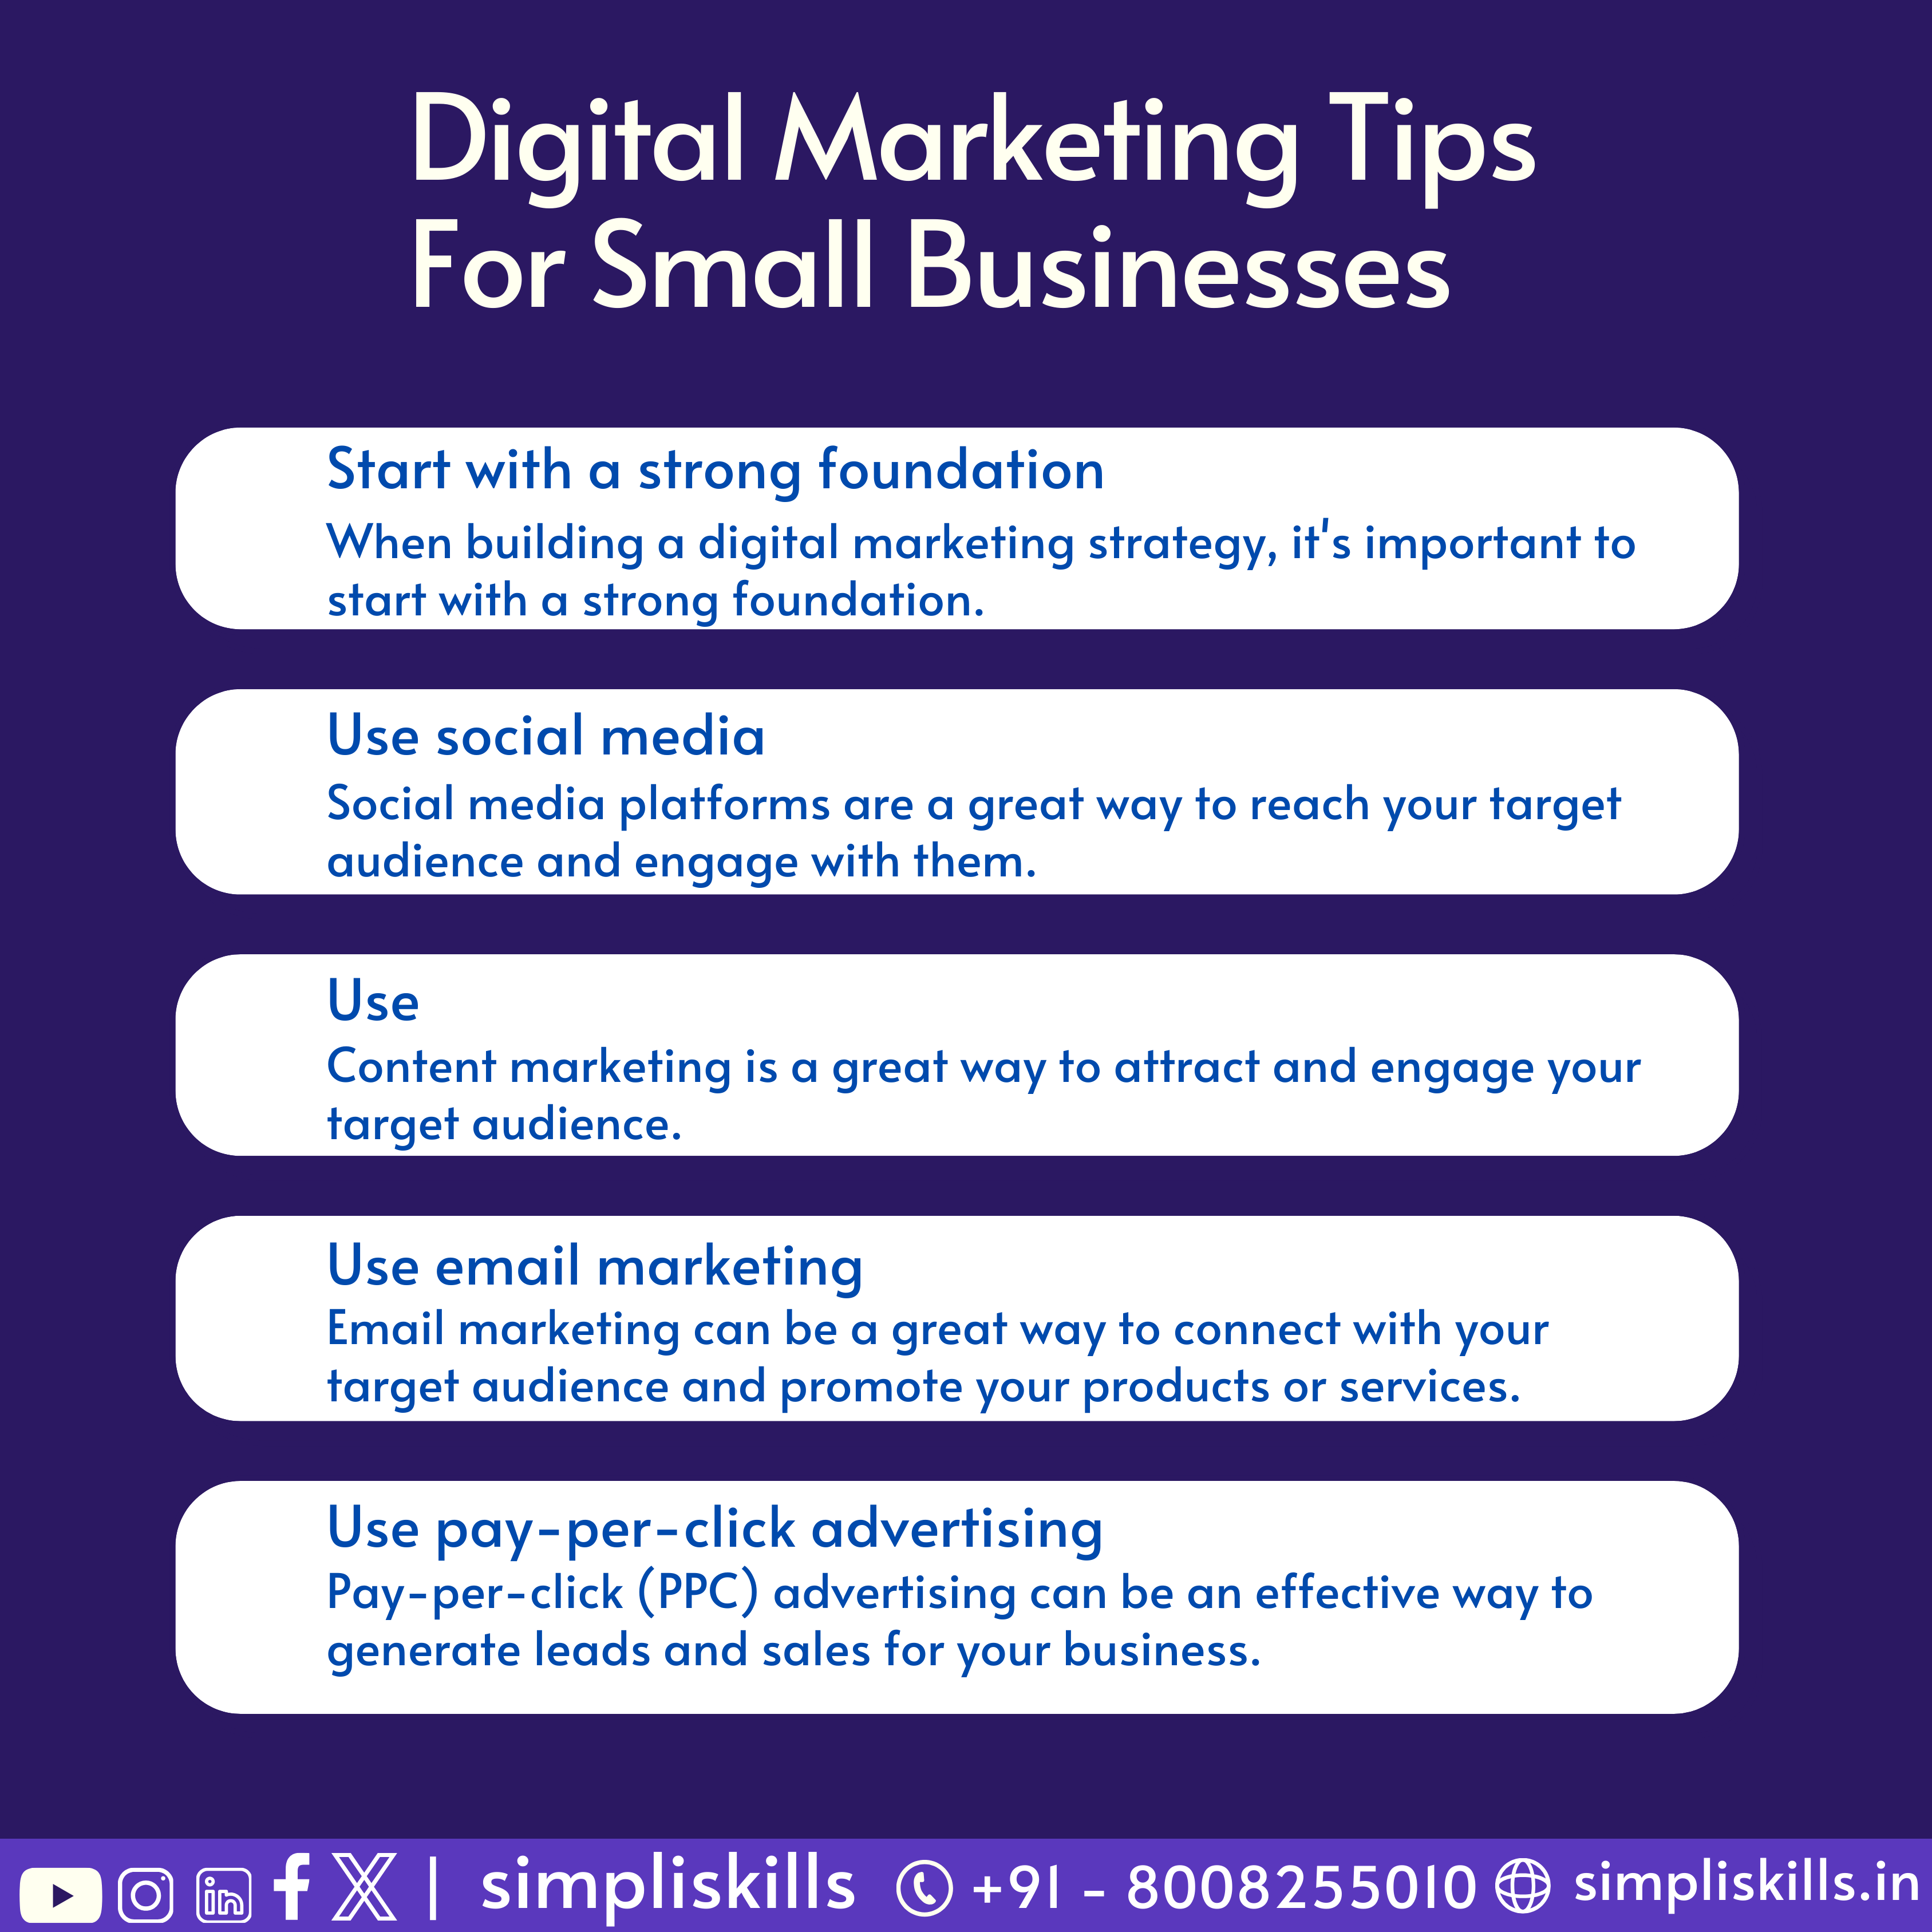 Digital Marketing Tips
For Small Businesses
Start with a strong foundation
When building a digital marketing strategy, it's important to
start with a strong foundation.
Use social media
Social media platforms are a great way to reach your target
audience and engage with them.
Use
Content marketing is a great way to attract and engage your
target audience.
Use email marketing
Email marketing can be a great way to connect with your
target audience and promote your products or services.
Use pay-per-click advertising
Pay-per-click (PPC) advertising can be an effective way to
generate leads and sales for your business.
| simpliskills +91 - 8008255010 simpliskills.in